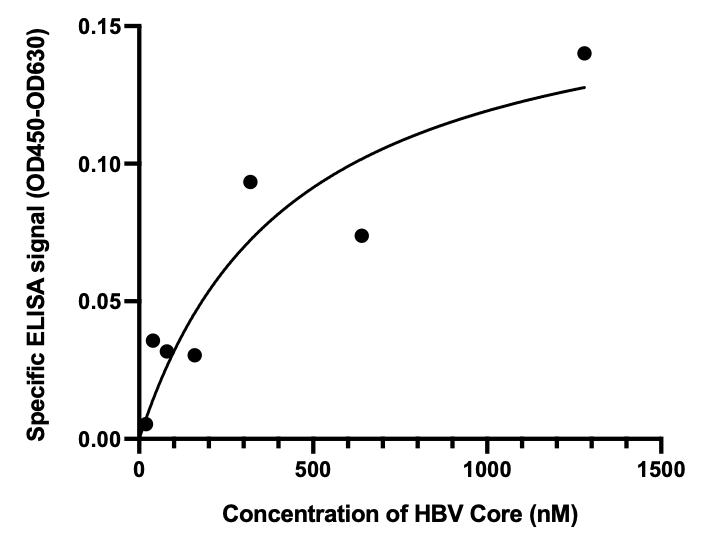 Specific ELISA signal (OD450-OD630)
0.15
0.10
0.05
0.00
0 500 1000 1500
Concentration of HBV Core (nM)